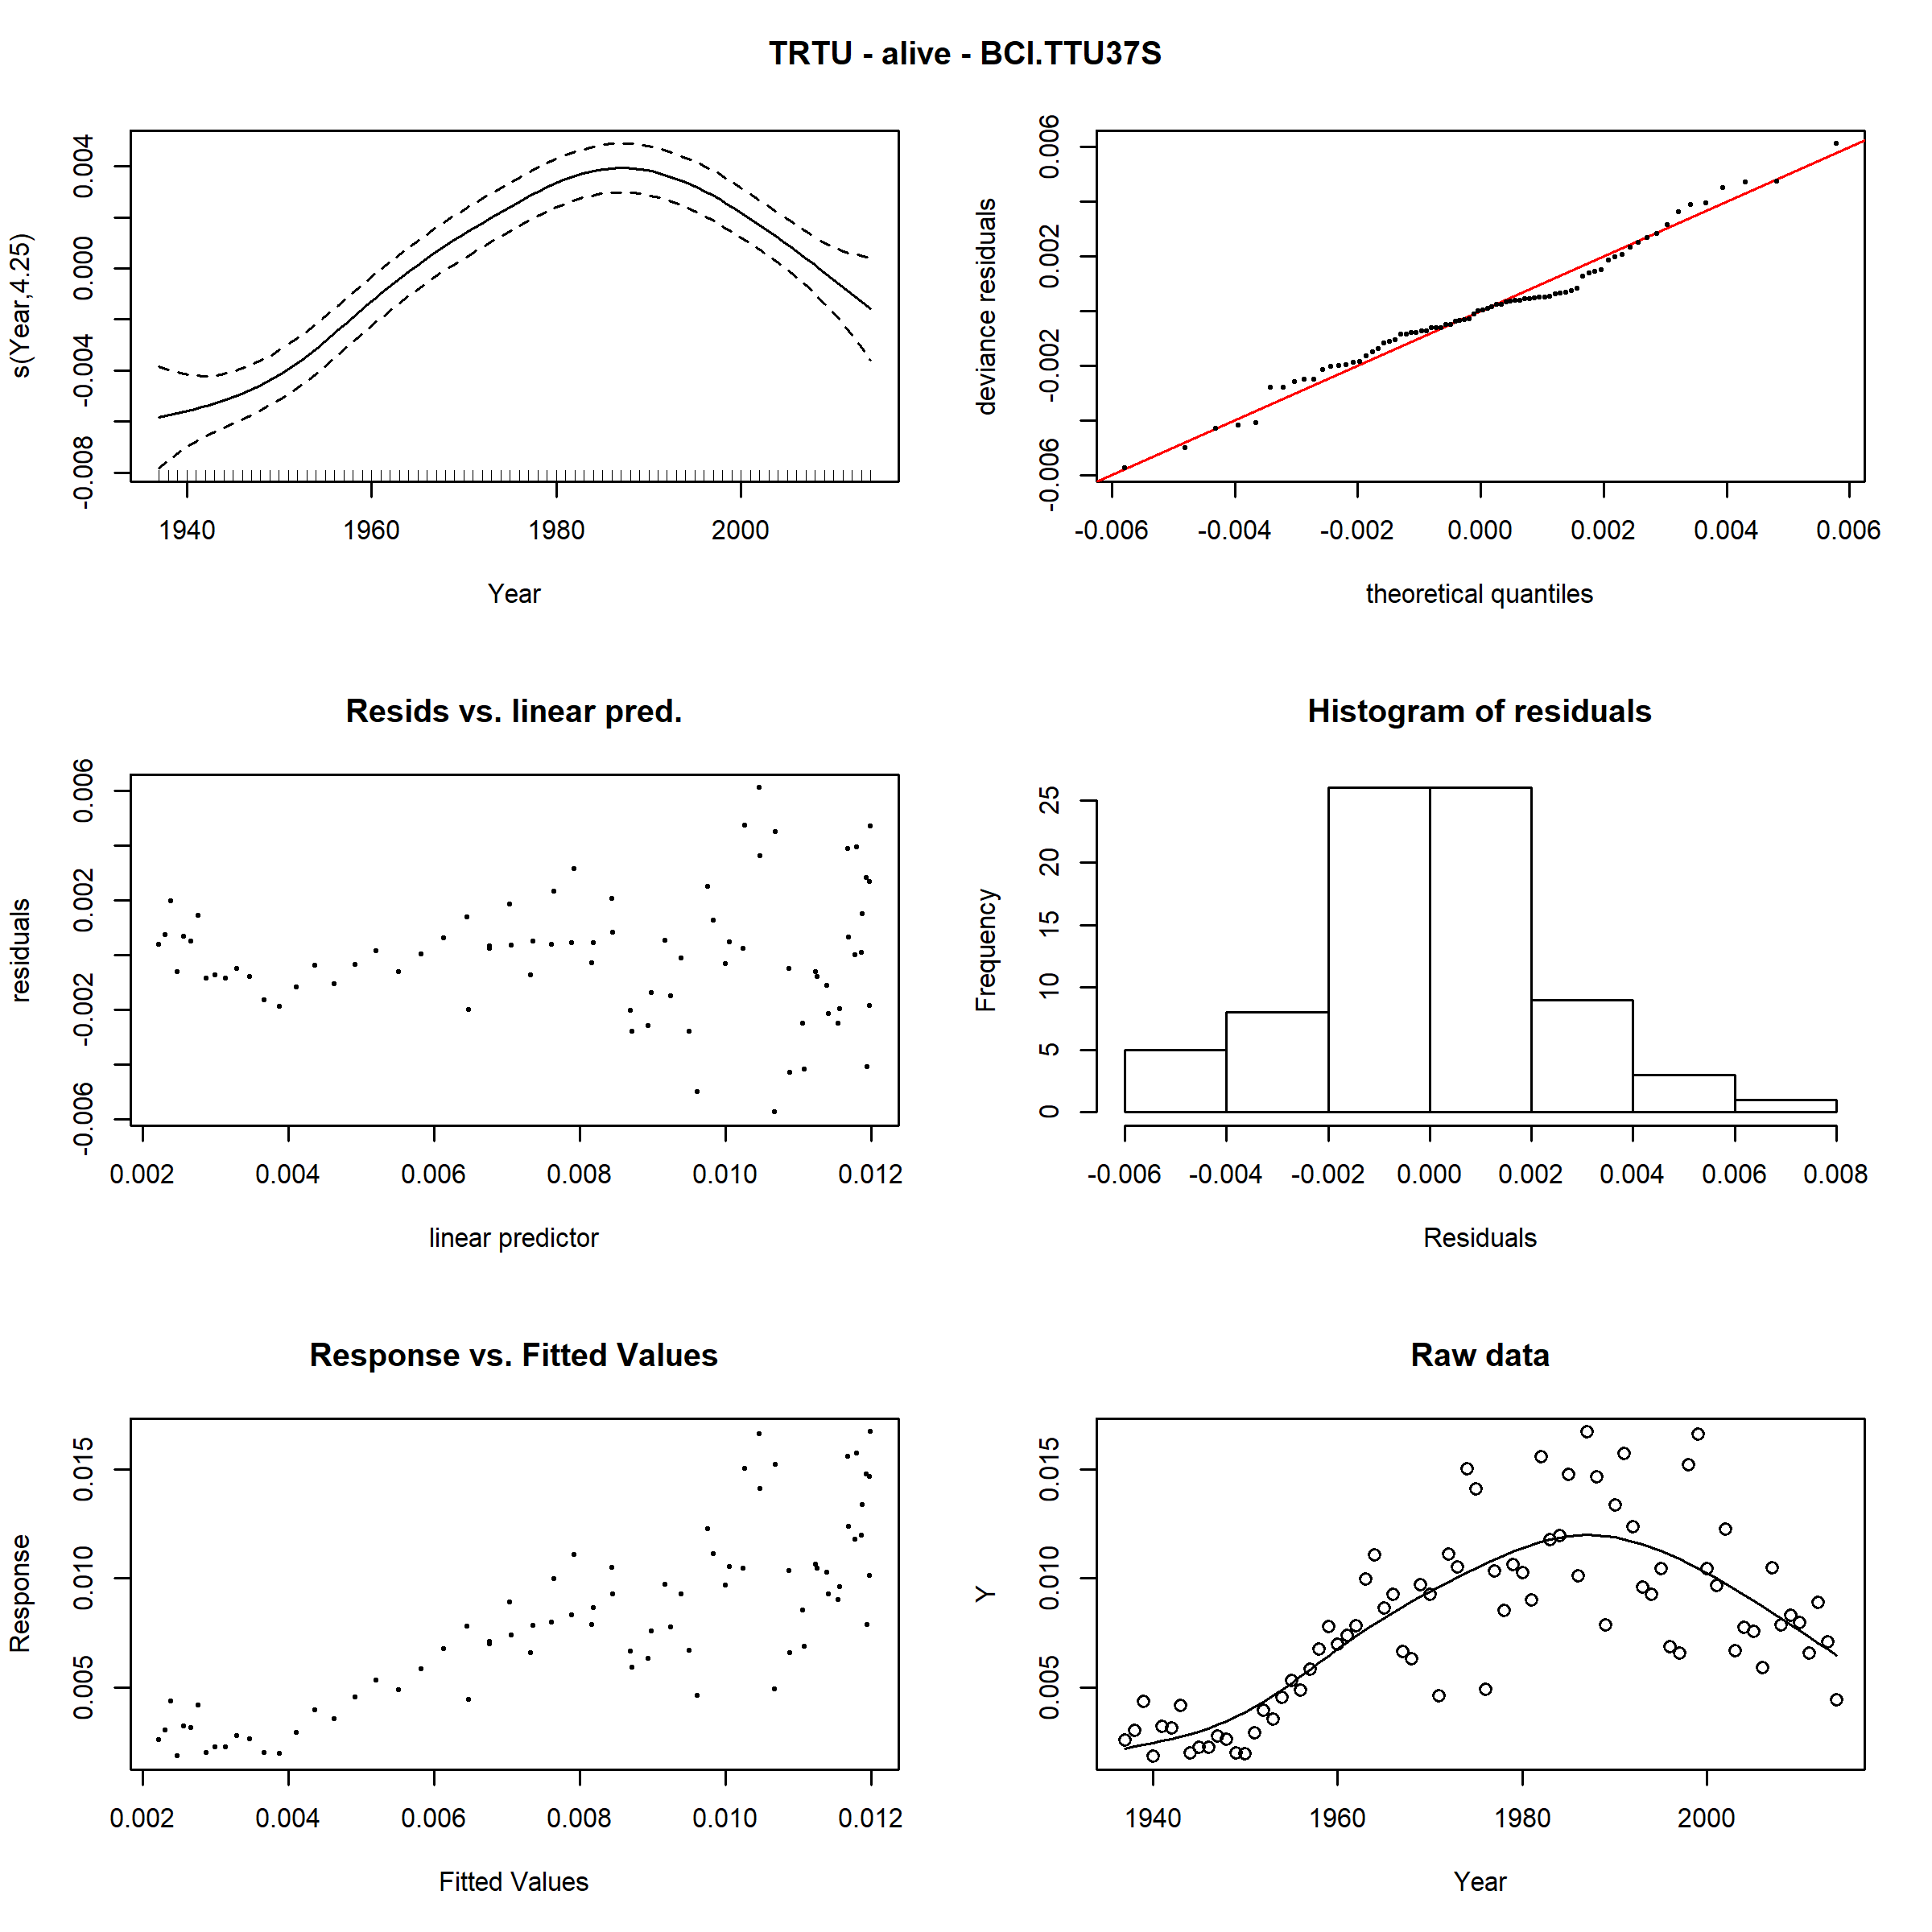 TRTU - alive - BCI.TTU37S
s(Year,4.25)
-0.008 -0.004 0.000 0.004
1940 1960 1980 2000
Year
deviance residuals
-0.006 -0.002 0.002 0.006
-0.006 -0.004 -0.002 0.000 0.002 0.004 0.006
theoretical quantiles
Resids vs. linear pred.
residuals
-0.006 -0.002 0.002 0.006
0.002 0.004 0.006 0.008 0.010 0.012
linear predictor
Histogram of residuals
Frequency
0 5 10 15 20 25
-0.006 -0.004 -0.002 0.000 0.002 0.004 0.006 0.008
Residuals
Response vs. Fitted Values
Response
0.005 0.010 0.015
0.002 0.004 0.006 0.008 0.010 0.012
Fitted Values
Raw data
Y
0.005 0.010 0.015
1940 1960 1980 2000
Year